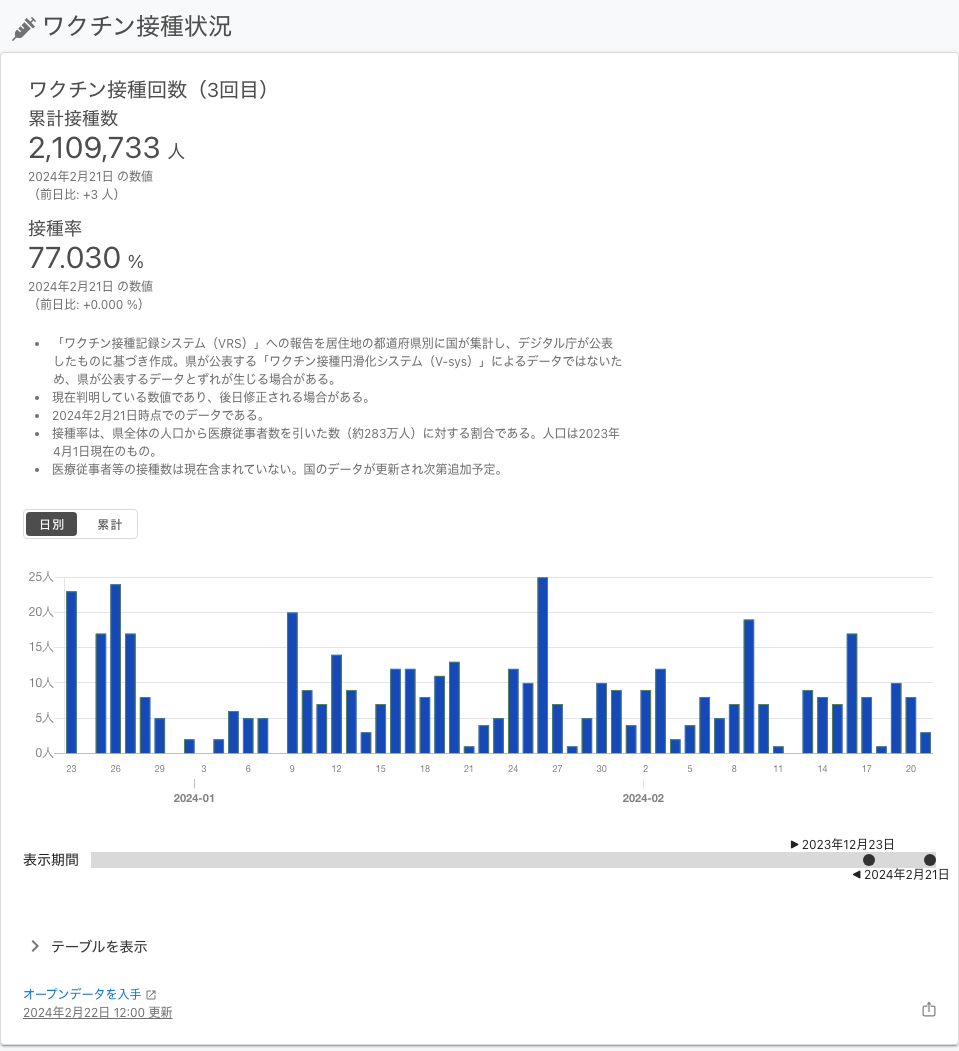 ワクチン接種状況
ワクチン接種回数（3回目）
累計接種数
2,109,733 人
2024年2月21日 の数値
（前日比: +3 人）
接種率
77.030 %
2024年2月21日 の数値
（前日比: +0.000 %）
• 「ワクチン接種記録システム（VRS）」への報告を居住地の都道府県別に国が集計し、デジタル庁が公表
したものに基づき作成。県が公表する「ワクチン接種円滑化システム（V-sys）」によるデータではないた
め、県が公表するデータとずれが生じる場合がある。
• 現在判明している数値であり、後日修正される場合がある。
• 2024年2月21日時点でのデータである。
• 接種率は、県全体の人口から医療従事者数を引いた数（約283万人）に対する割合である。人口は2023年
4月1日現在のもの。
• 医療従事者等の接種数は現在含まれていない。国のデータが更新され次第追加予定。
日別 累計
25人
20人
15人
10人
5人
0人
23 26 29 3 6 9 12 15 18 21 24 27 30 2 5 8 11 14 17 20
2024-01 2024-02
▶ 2023年12月23日
表示期間
◀ 2024年2月21日
テーブルを表示
オープンデータを入手
2024年2月22日 12:00 更新